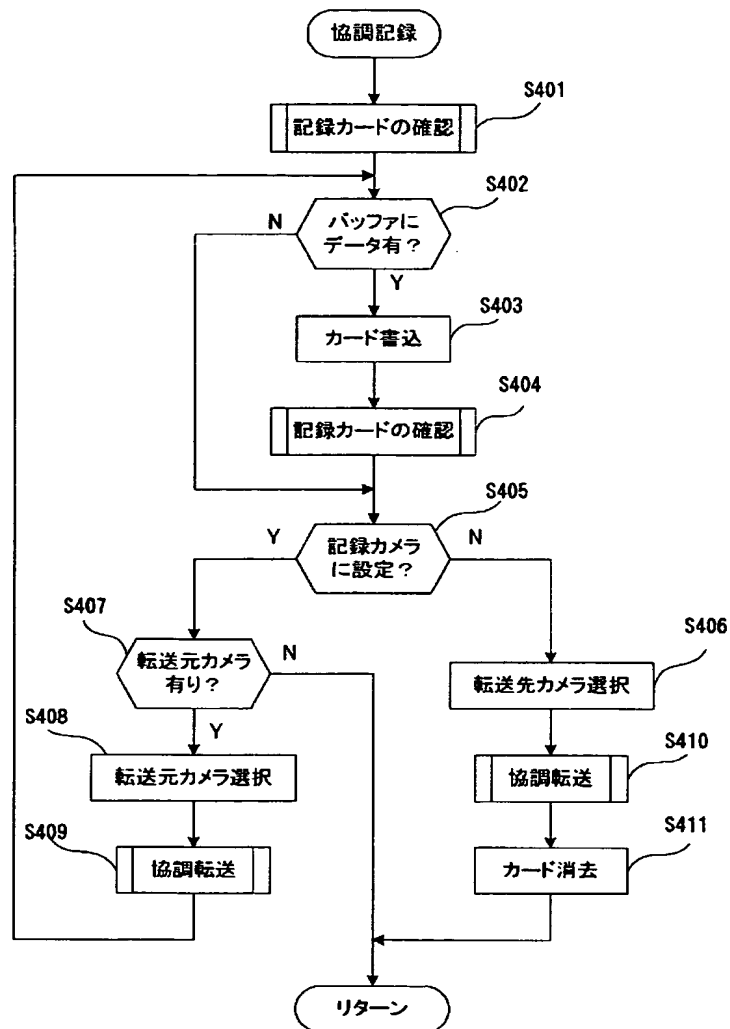 協調記録
S401
記録カードの確認
S402
N
バッファに
データ有？
Y
S403
カード書込
S404
記録カードの確認
S405
Y
記録カメラ
に設定？
N
S407
転送元カメラ
有り？
N
S406
転送先カメラ選択
Y
S408
転送元カメラ選択
S410
協調転送
S409
協調転送
S411
カード消去
リターン